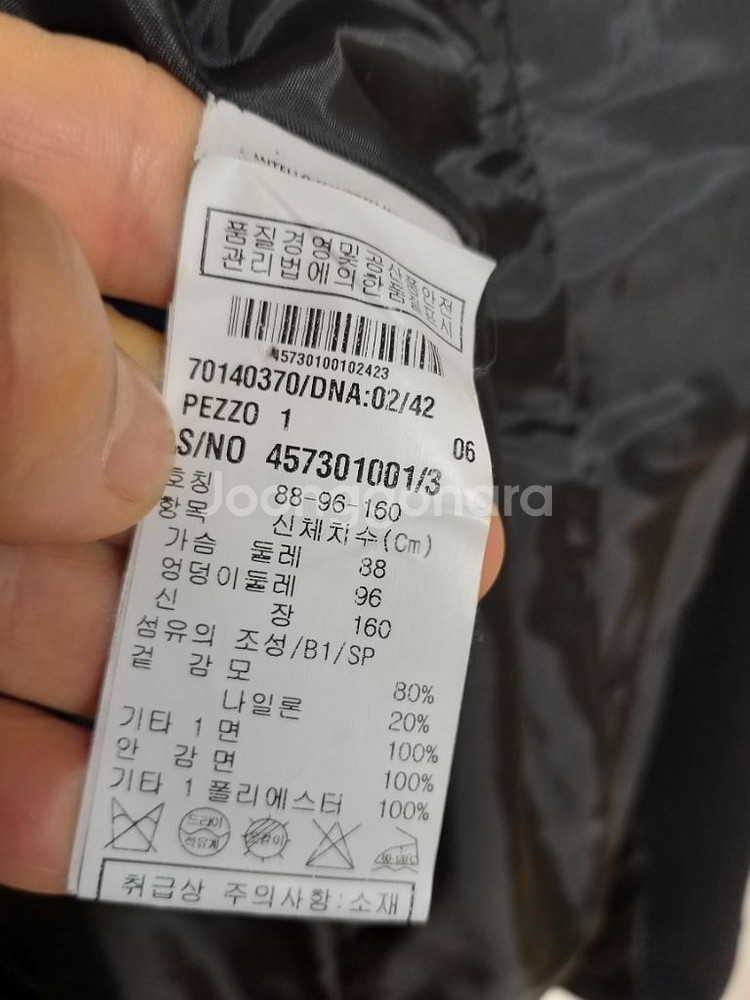 품질경영및공산품안전
관리법에의한품질표시
45730100102423
70140370/DNA:02/42
PEZZO 1
06
S/NO 457301001/3
호칭 88-96-160
항목 신체치수(Cm)
가슴 둘레 88
엉덩이둘레 96
신 장 160
섬유의 조성/B1/SP
겉 감모 80%
나일론 20%
기타 1 면 100%
안 감면 100%
기타 1 폴리에스터 100%
드라이
석유계
취급상 주의사항:소재
Joonggonara